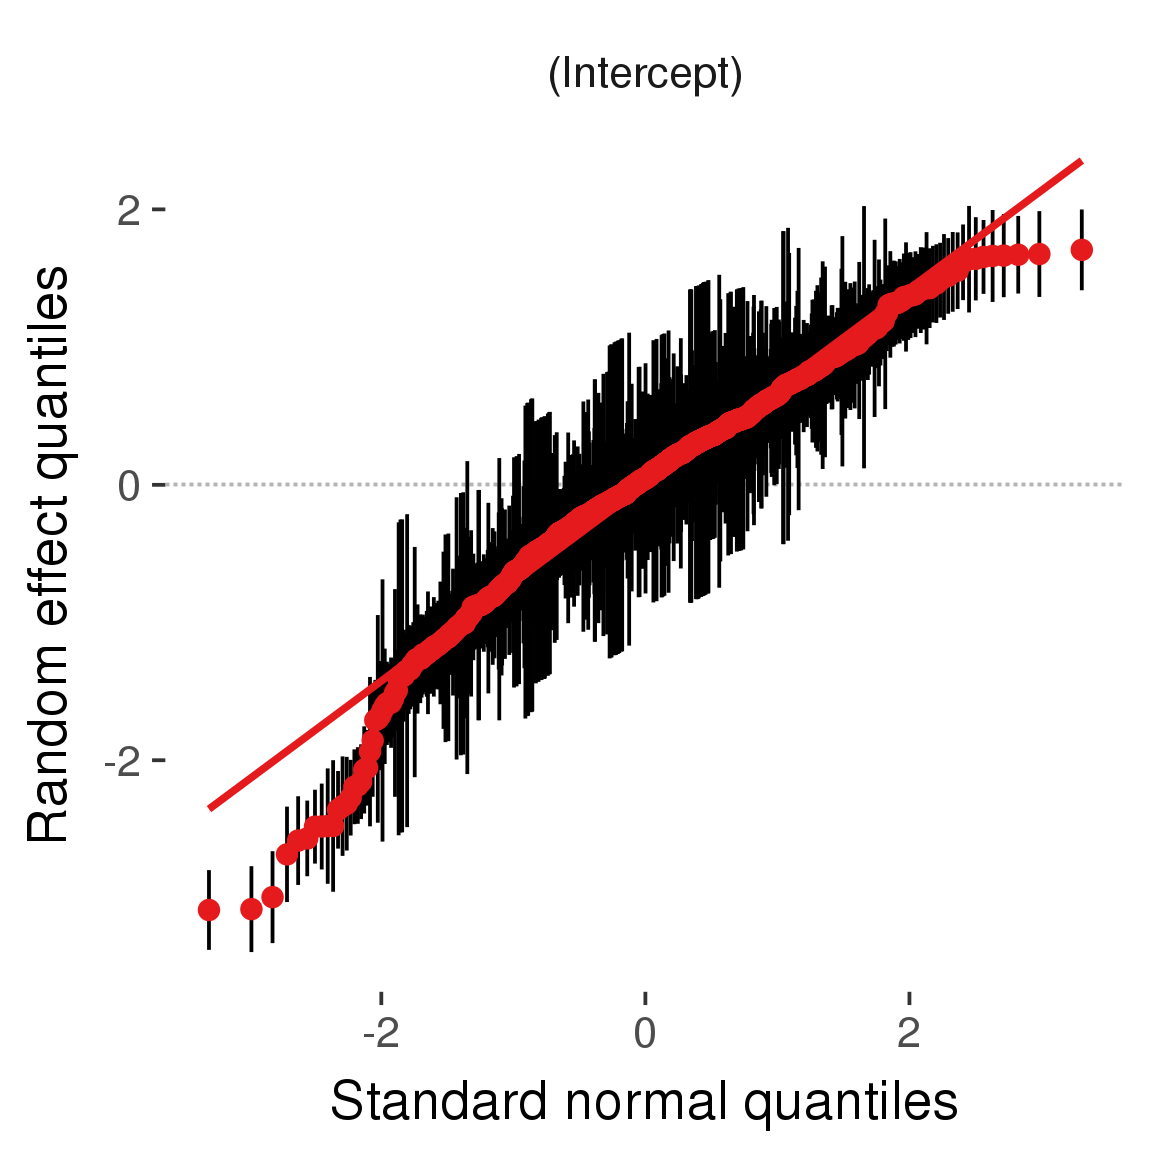 (Intercept)
2
0
-2
Random effect quantiles
-2 0 2
Standard normal quantiles